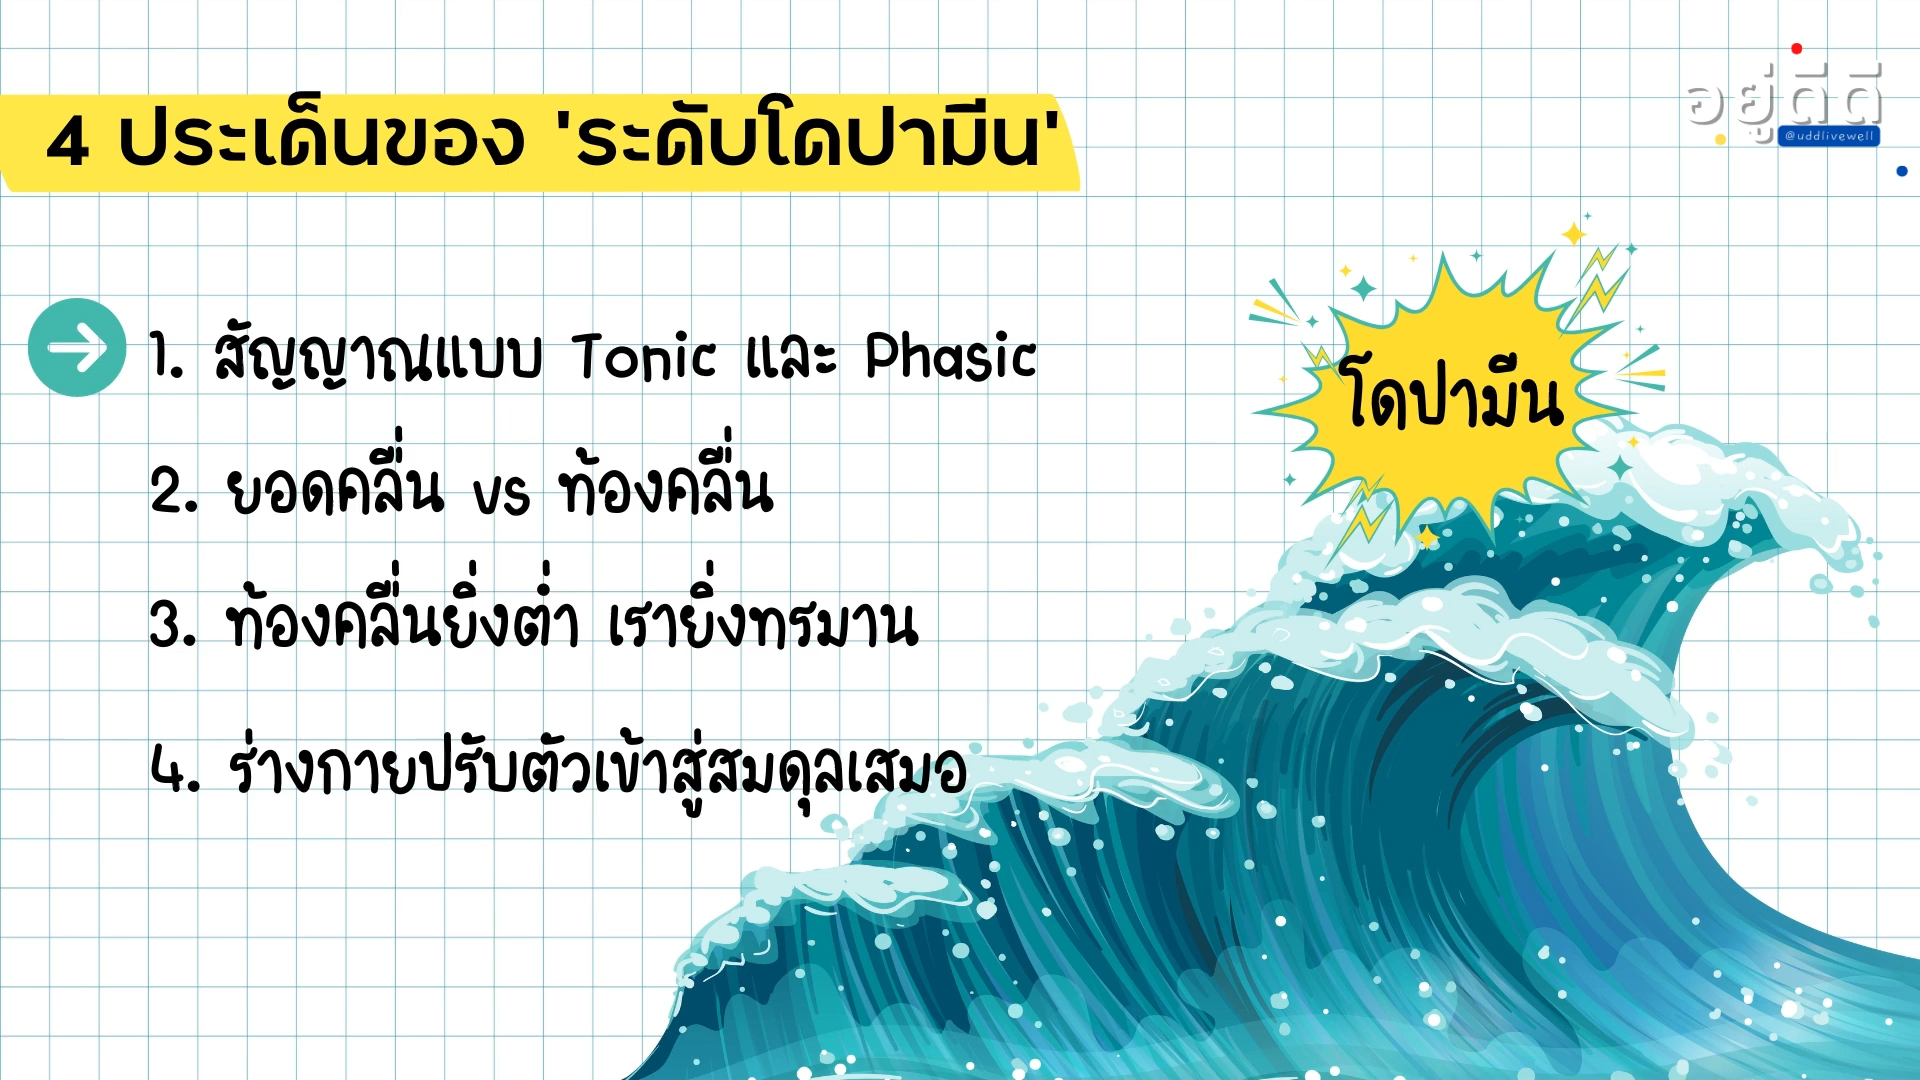 4 ประเด็นของ 'ระดับโดปามีน'
อยู่ดีดี
@uddlivewell
1. สัญญาณแบบ Tonic และ Phasic
2. ยอดคลื่น vs ท้องคลื่น
3. ท้องคลื่นยิ่งต่ำ เรายิ่งทรมาน
4. ร่างกายปรับตัวเข้าสู่สมดุลเสมอ
โดปามีน